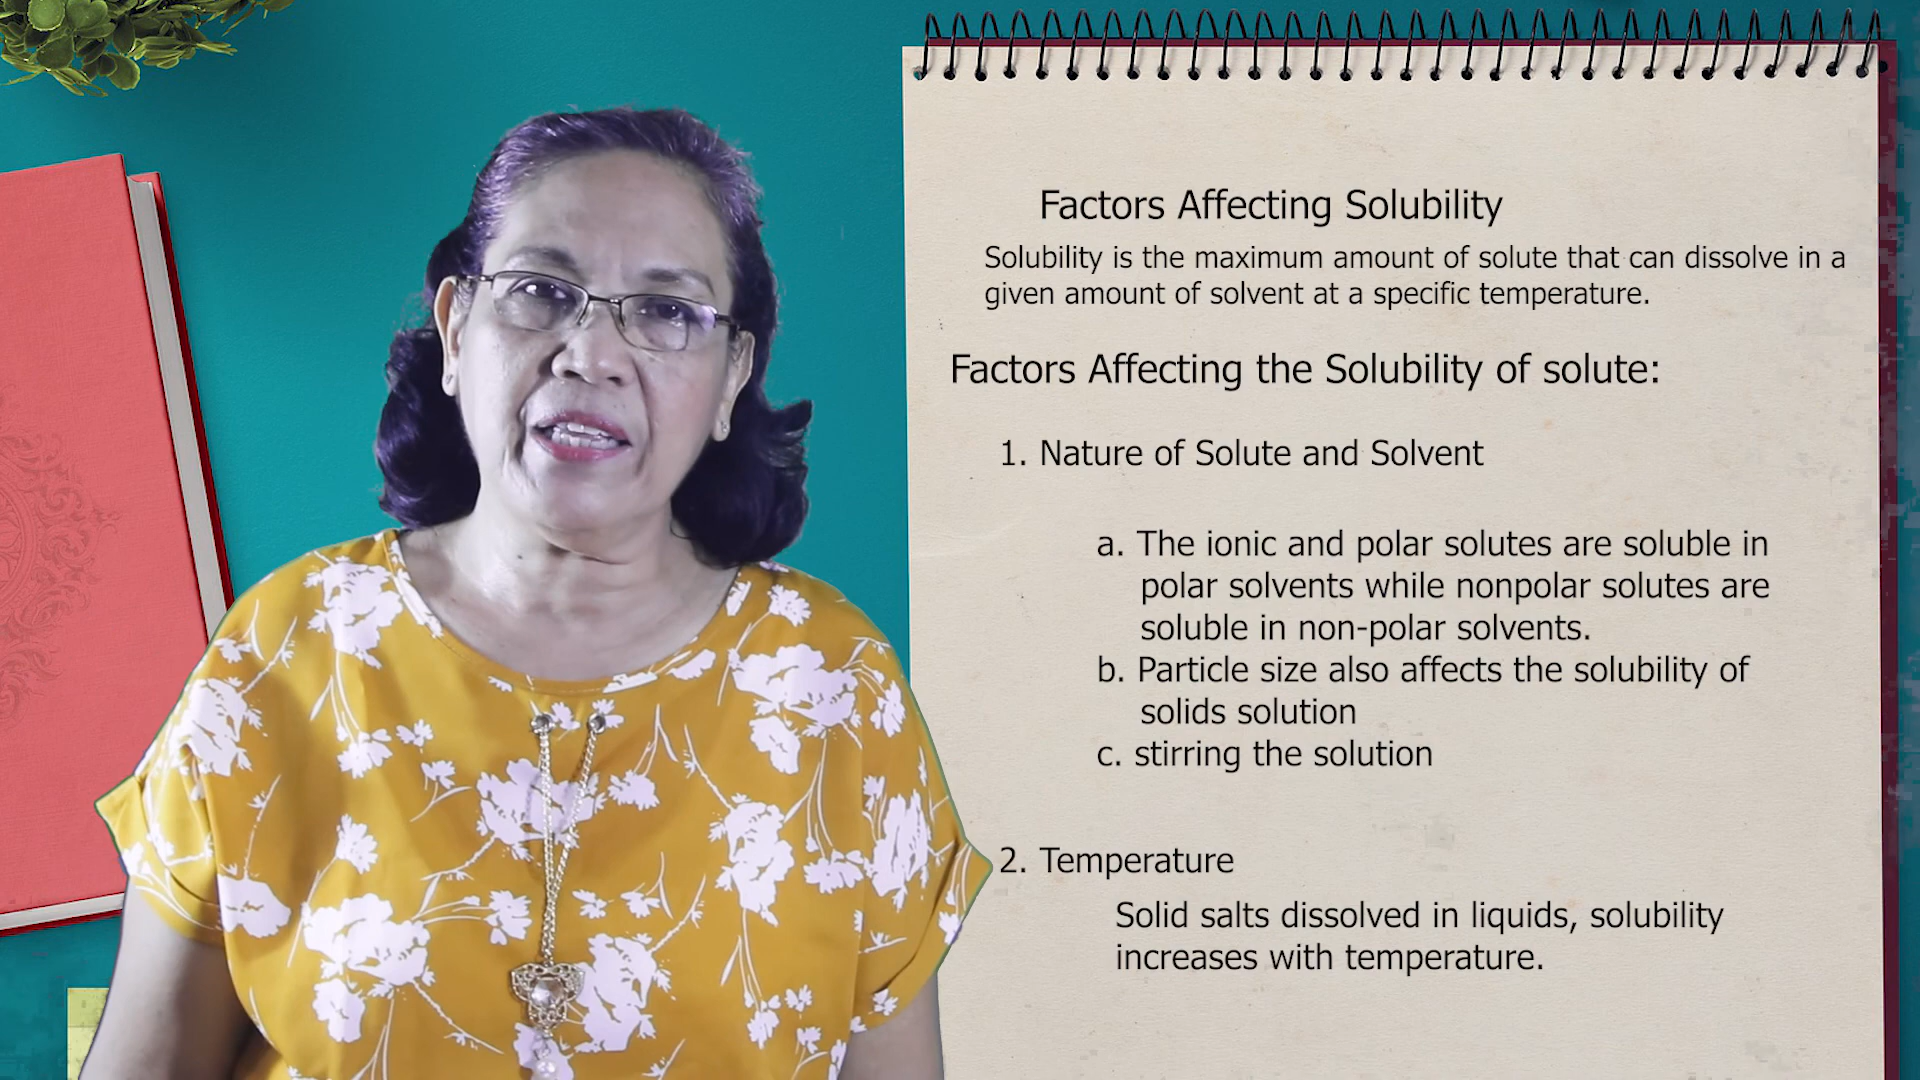 Factors Affecting Solubility
Solubility is the maximum amount of solute that can dissolve in a
given amount of solvent at a specific temperature.
Factors Affecting the Solubility of solute:
1. Nature of Solute and Solvent
a. The ionic and polar solutes are soluble in
polar solvents while nonpolar solutes are
soluble in non-polar solvents.
b. Particle size also affects the solubility of
solids solution
c. stirring the solution
2. Temperature
Solid salts dissolved in liquids, solubility
increases with temperature.